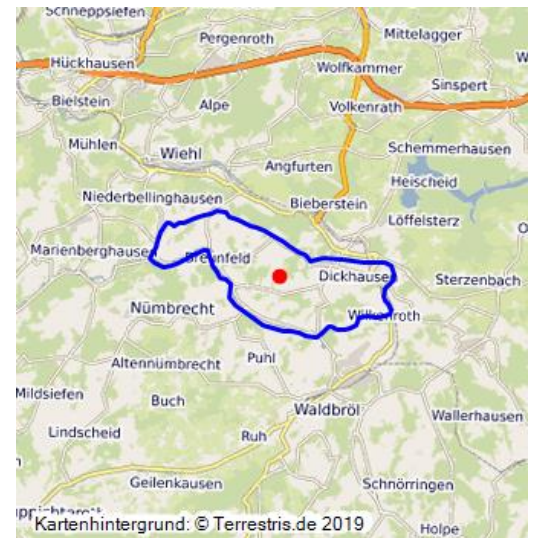 Schneppsiefen
Mittelagger
Pergenroth
Hückhausen
Wolfkammer
Sinspert
Bielstein
Alpe
Volkenrath
Mühlen
Wiehl
Schemmerhausen
Angfurten
Heischeid
Niederbellinghausen
Bieberstein
Löffelsterz
Marienberghausen
Breunfeld
Dickhausen
Sterzenbach
Nümbrecht
Wilkenroth
Altennümbrecht
Puhl
Mildsiefen
Buch
Waldbröl
Wallerhausen
Lindscheid
Ruh
Geilenkausen
Schnörringen
Kartenhintergrund: © Terrestris.de 2019
Holpe